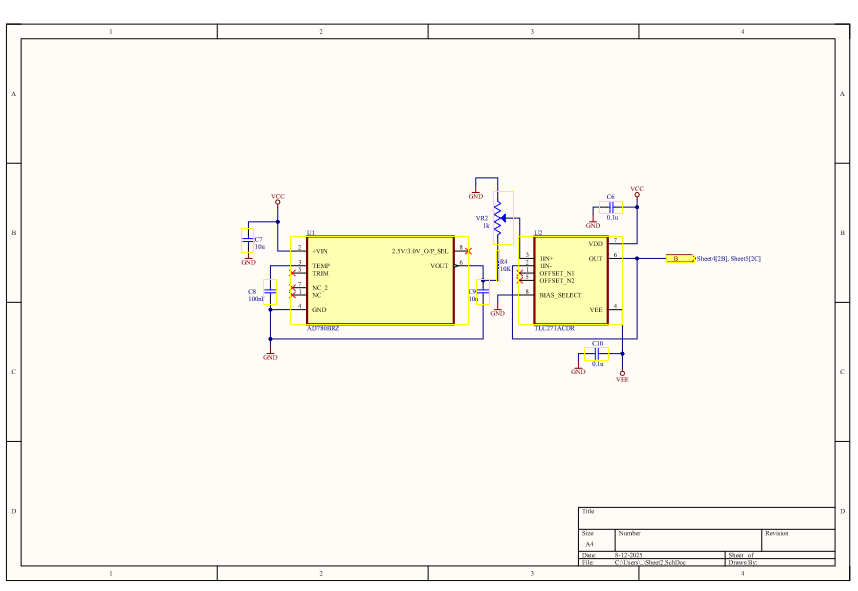 1 2 3 4
A A
B B
C C
D D
VCC
C7
10u
GND
U1
2 +VIN
3 TEMP
5 TRIM
7 NC_2
1 NC
4 GND
2.5V/3.0V_O/P_SEL 8
VOUT 6
AD780BRZ
C8
100nF
GND
C9
10u
GND
VR2
1k
R4
10K
U2
3 1IN+
2 1IN-
1 OFFSET_N1
5 OFFSET_N2
8 BIAS_SELECT
VDD 7
OUT 6
VEE 4
TLC271ACDR
GND
C6
0.1u
GND
VCC
B Sheet4[2B], Sheet5[2C]
C10
0.1u
GND
VEE
Title
Size Number Revision
A4
Date: 8-12-2025 Sheet of
File: C:\Users\..\Sheet2.SchDoc Drawn By:
1 2 3 4